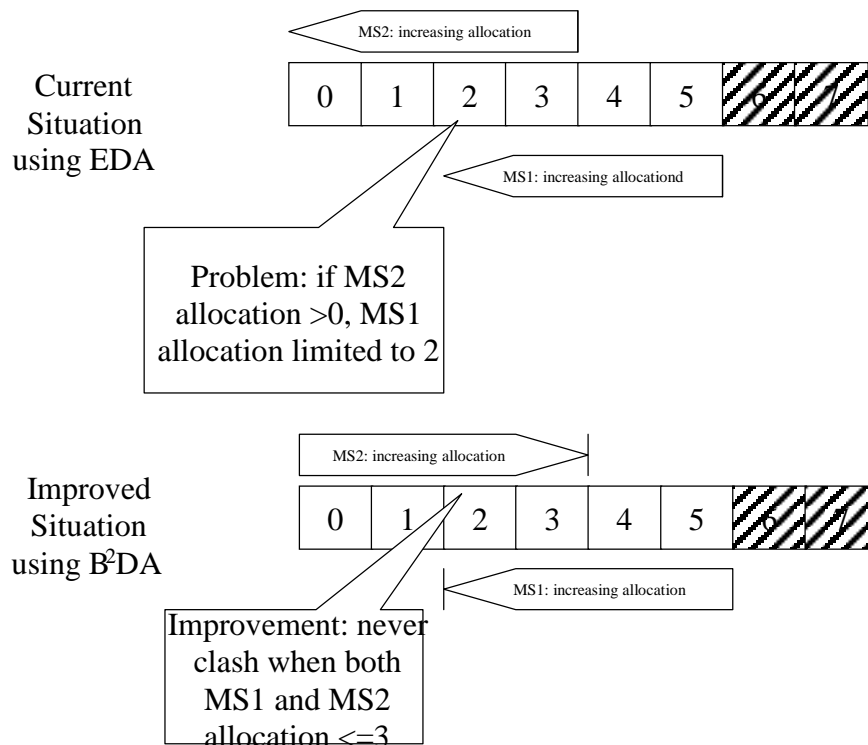 MS2: increasing allocation
Current
Situation
using EDA
0 1 2 3 4 5 6 7
MS1: increasing allocationd
Problem: if MS2
allocation >0, MS1
allocation limited to 2
MS2: increasing allocation
Improved
Situation
using B²DA
0 1 2 3 4 5 6 7
MS1: increasing allocation
Improvement: never
clash when both
MS1 and MS2
allocation <=3